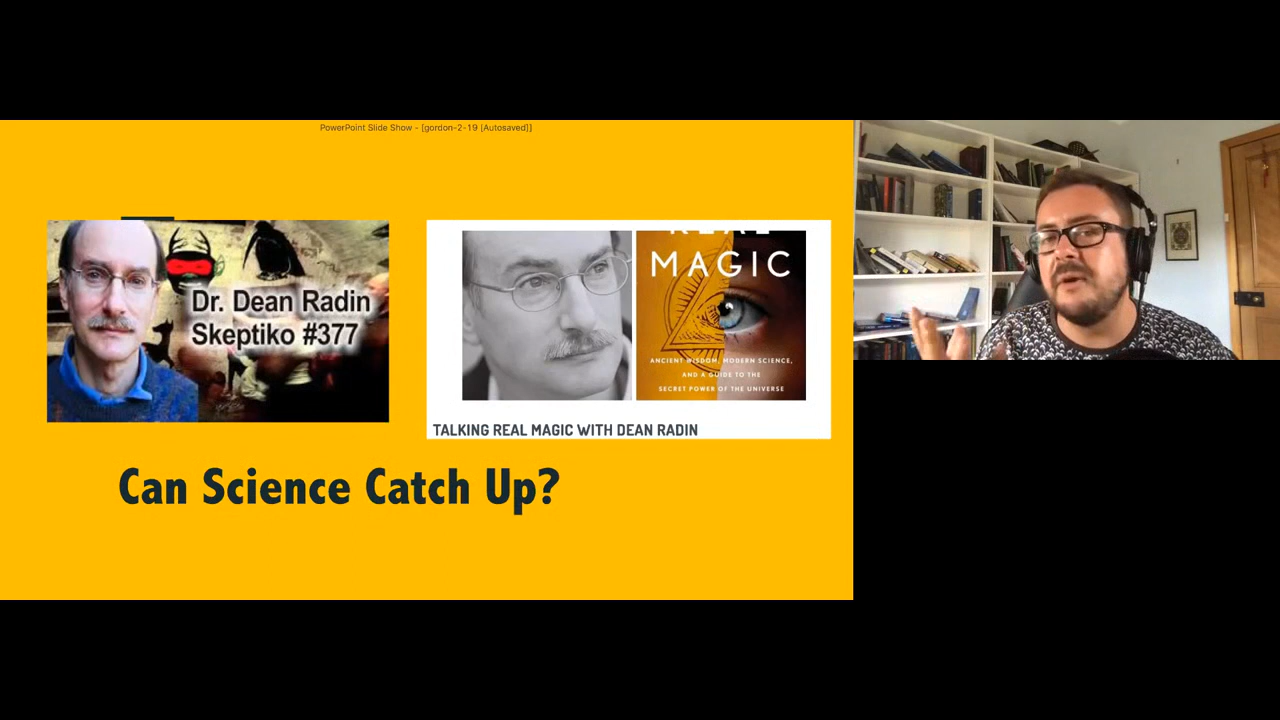 PowerPoint Slide Show - [gordon-2-19 [Autosaved]]
Dr. Dean Radin
Skeptiko #377
REAL
MAGIC
ANCIENT WISDOM, MODERN SCIENCE,
AND A GUIDE TO THE
SECRET POWER OF THE UNIVERSE
TALKING REAL MAGIC WITH DEAN RADIN
Can Science Catch Up?